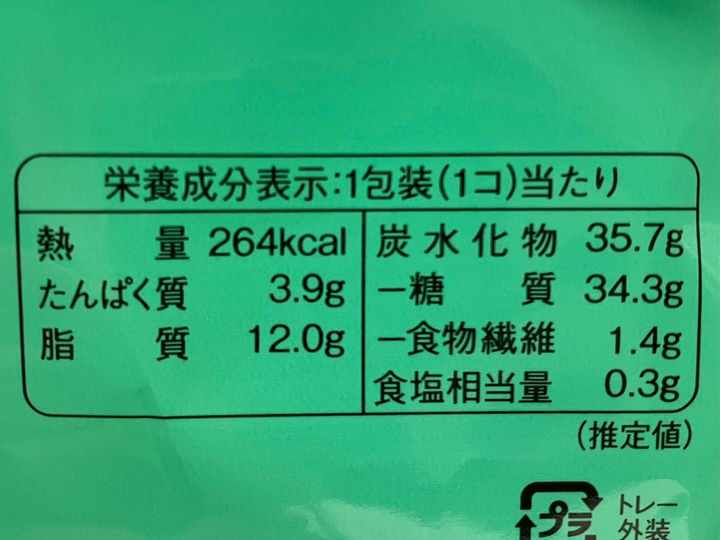 栄養成分表示:1包装(1コ)当たり
熱量 264kcal
たんぱく質 3.9g
脂質 12.0g
炭水化物 35.7g
－糖質 34.3g
－食物繊維 1.4g
食塩相当量 0.3g
(推定値)
プラ
トレー
外装